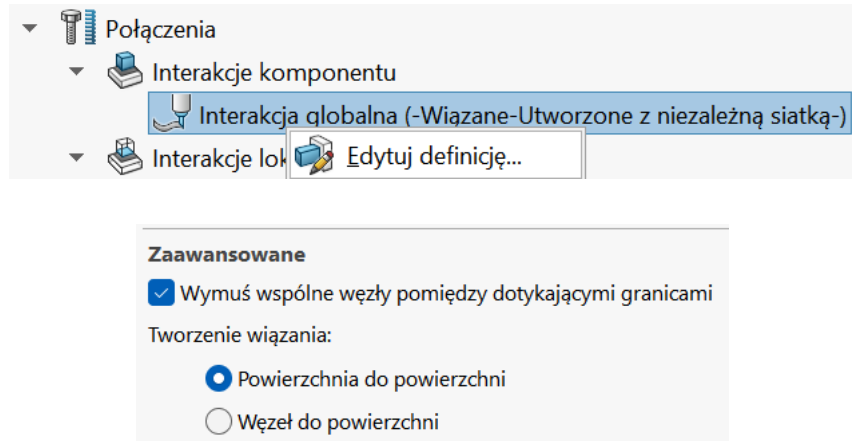 Połączenia
Interakcje komponentu
Interakcja globalna (-Wiązane-Utworzone z niezależną siatką-)
Interakcje lok
Edytuj definicję...
Zaawansowane
Wymuś wspólne węzły pomiędzy dotykającymi granicami
Tworzenie wiązania:
Powierzchnia do powierzchni
Węzeł do powierzchni